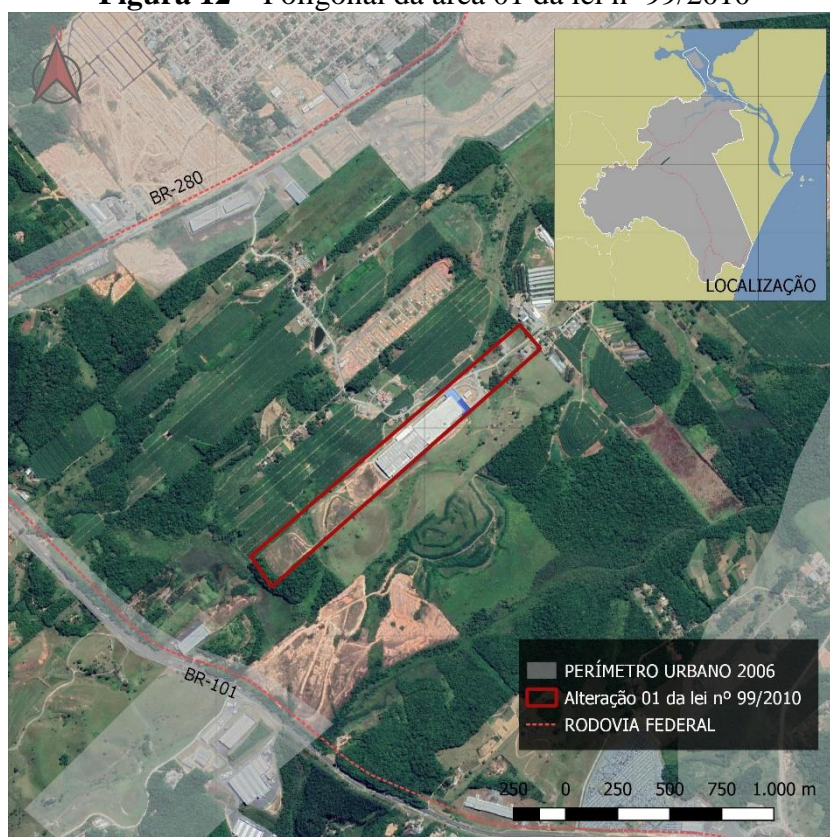 Figura 12 – Poligonal da área 01 da lei nº 99/2010
N
BR-280
LOCALIZAÇÃO
BR-101
PERÍMETRO URBANO 2006
Alteração 01 da lei nº 99/2010
RODOVIA FEDERAL
250 0 250 500 750 1.000 m